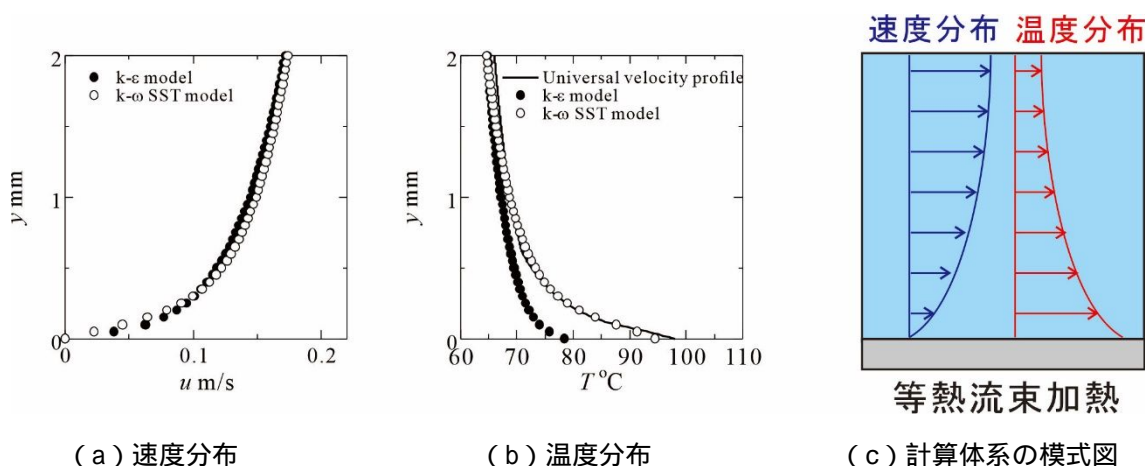 2
k-ε model
k-ω SST model
1
y mm
0
0
0.1
0.2
u m/s
(a)速度分布
2
Universal velocity profile
k-ε model
k-ω SST model
1
y mm
0
60
70
80
90
100
110
T °C
(b)温度分布
速度分布 温度分布
等熱流束加熱
(c)計算体系の模式図